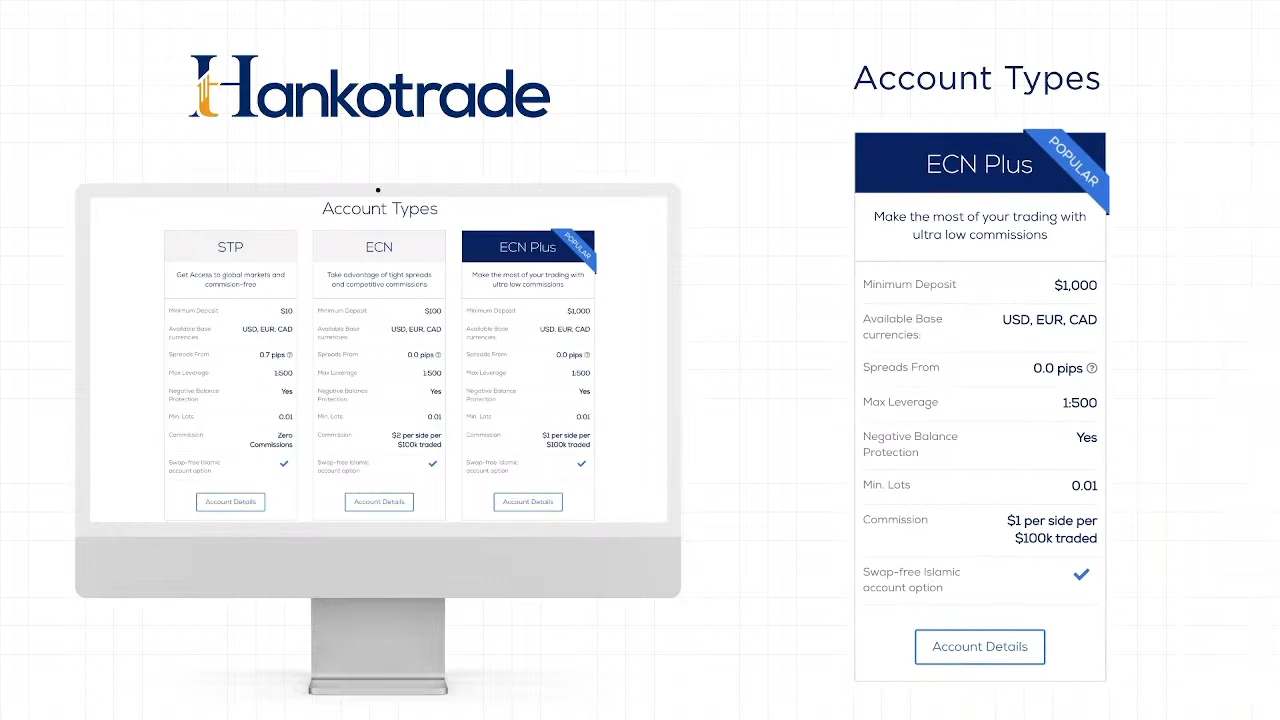 Hankotrade
Account Types
STP
Get Access to global markets and
commision-free
Minimum Deposit $10
Available Base
currencies: USD, EUR, CAD
Spreads From 0.7 pips
Max Leverage 1:500
Negative Balance
Protection Yes
Min. Lots 0.01
Commission Zero
Commissions
Swap-free Islamic
account option
Account Details
ECN
Take advantage of tight spreads
and competitive commissions
Minimum Deposit $100
Available Base
currencies: USD, EUR, CAD
Spreads From 0.0 pips
Max Leverage 1:500
Negative Balance
Protection Yes
Min. Lots 0.01
Commission $2 per side per
$100k traded
Swap-free Islamic
account option
Account Details
ECN Plus
POPULAR
Make the most of your trading with
ultra low commissions
Minimum Deposit $1,000
Available Base
currencies: USD, EUR, CAD
Spreads From 0.0 pips
Max Leverage 1:500
Negative Balance
Protection Yes
Min. Lots 0.01
Commission $1 per side per
$100k traded
Swap-free Islamic
account option
Account Details
Account Types
ECN Plus
POPULAR
Make the most of your trading with
ultra low commissions
Minimum Deposit $1,000
Available Base USD, EUR, CAD
currencies:
Spreads From 0.0 pips ?
Max Leverage 1:500
Negative Balance Yes
Protection
Min. Lots 0.01
Commission $1 per side per
$100k traded
Swap-free Islamic
account option
Account Details